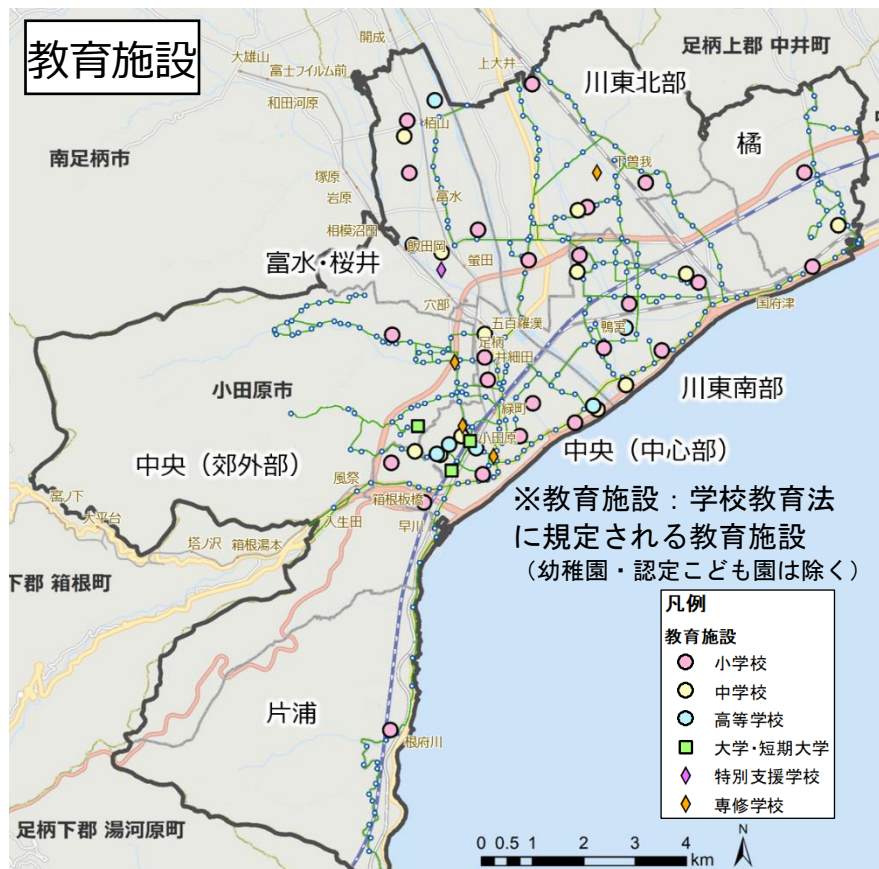 教育施設
開成
大雄山
富士フイルム前
和田河原
上大井
足柄上郡 中井町
川東北部
栢山
橘
南足柄市
下曽我
塚原
岩原
富水
相模沼田
飯田岡
富水・桜井
螢田
穴部
国府津
五百羅漢
足柄
鴨宮
井細田
小田原市
緑町
川東南部
小田原
中央（郊外部）
中央（中心部）
風祭
宮ノ下
箱根板橋
大平台
入生田
早川
塔ノ沢
箱根湯本
下郡 箱根町
※教育施設：学校教育法
に規定される教育施設
（幼稚園・認定こども園は除く）
凡例
教育施設
小学校
中学校
高等学校
大学・短期大学
特別支援学校
専修学校
片浦
根府川
足柄下郡 湯河原町
0 0.5 1 2 3 4
km
N